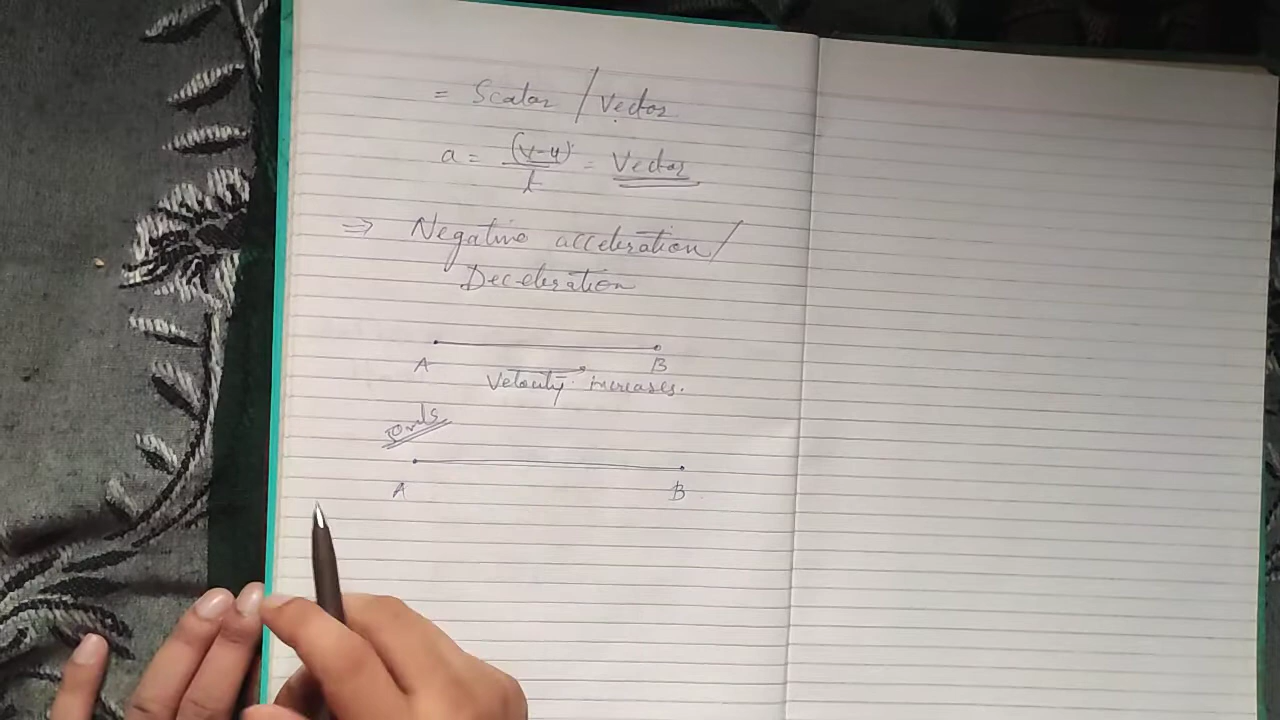 = Scalar / Vector
a = (v-u) / t = Vector
⇒ Negative acceleration/
Deceleration
A B
Velocity increases.
A B